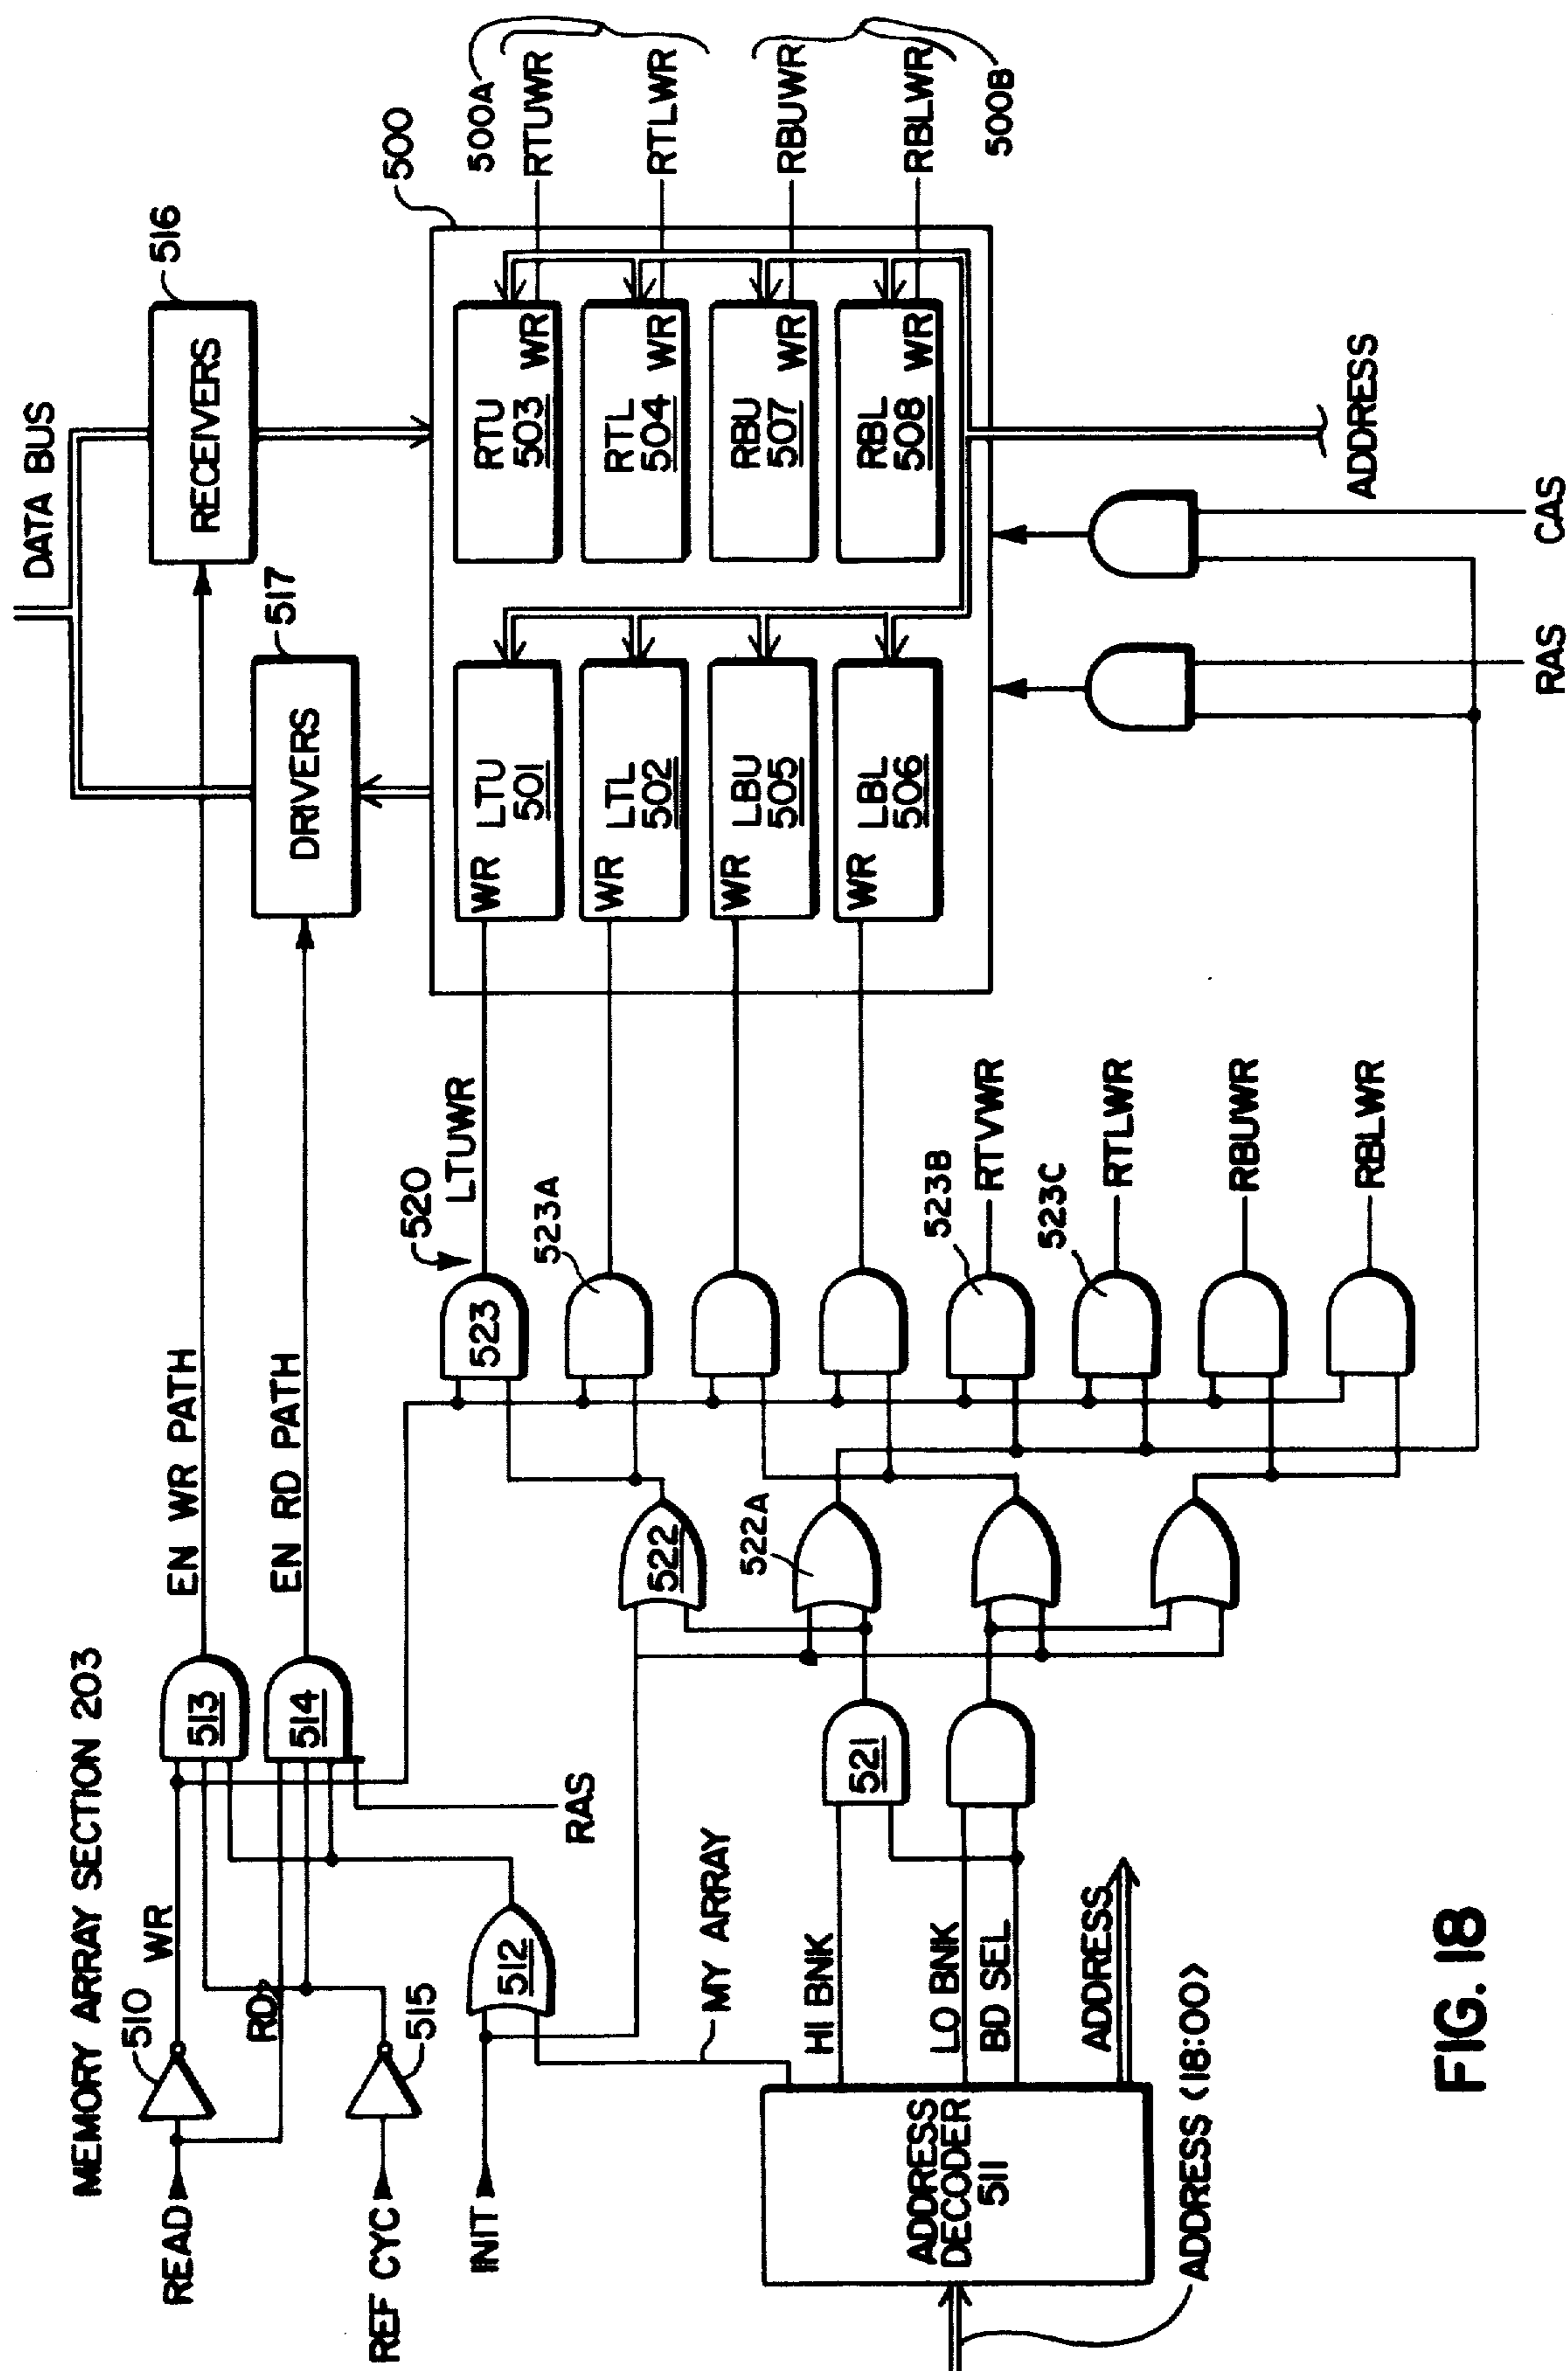 MEMORY ARRAY SECTION 203
READ
510
WR
RD
REF CYC
515
INIT
512
MY ARRAY
513
514
RAS
EN WR PATH
EN RD PATH
DATA BUS
RECEIVERS
516
DRIVERS
517
ADDRESS
DECODER
511
ADDRESS <18:00>
HI BNK
LO BNK
BD SEL
ADDRESS
521
522
522A
520
523
LTUWR
523A
523B
RTVWR
523C
RTLWR
RBUWR
RBLWR
500
WR LTU
501
WR LTL
502
WR LBU
505
WR LBL
506
RTU
503 WR
RTL
504 WR
RBU
507 WR
RBL
508 WR
500A
RTUWR
RTLWR
RBUWR
RBLWR
500B
RAS
CAS
ADDRESS
FIG. 18